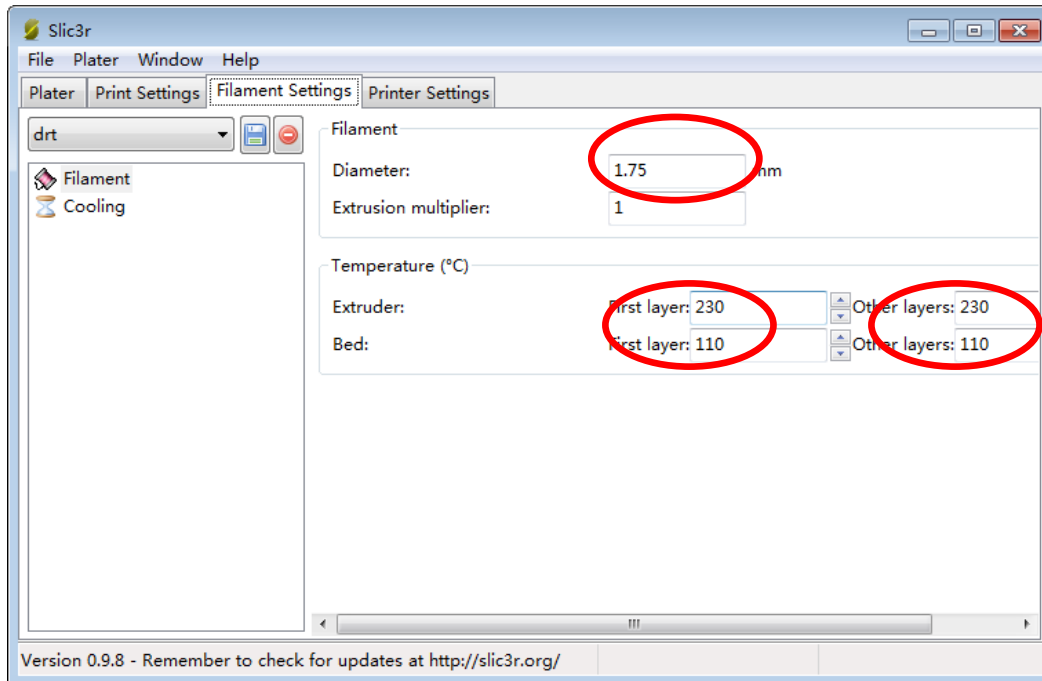 Slic3r
File Plater Window Help
Plater Print Settings Filament Settings Printer Settings
drt
Filament
Cooling
Filament
Diameter: 1.75 mm
Extrusion multiplier: 1
Temperature (°C)
Extruder: First layer: 230 Other layers: 230
Bed: First layer: 110 Other layers: 110
Version 0.9.8 - Remember to check for updates at http://slic3r.org/